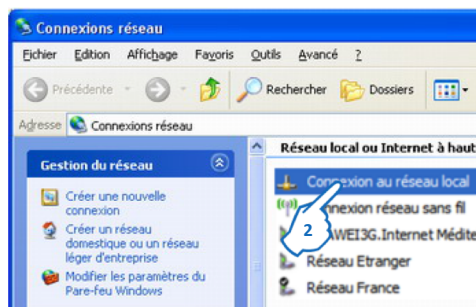 Connexions réseau
Fichier Edition Affichage Favoris Outils Avancé ?
Précédente Rechercher Dossiers
Adresse Connexions réseau
Gestion du réseau
Créer une nouvelle
connexion
Créer un réseau
domestique ou un réseau
léger d'entreprise
Modifier les paramètres du
Pare-feu Windows
Réseau local ou Internet à haut
Connexion au réseau local
nnexion réseau sans fil
2
AWEI3G.Internet Médite
Réseau Etranger
Réseau France